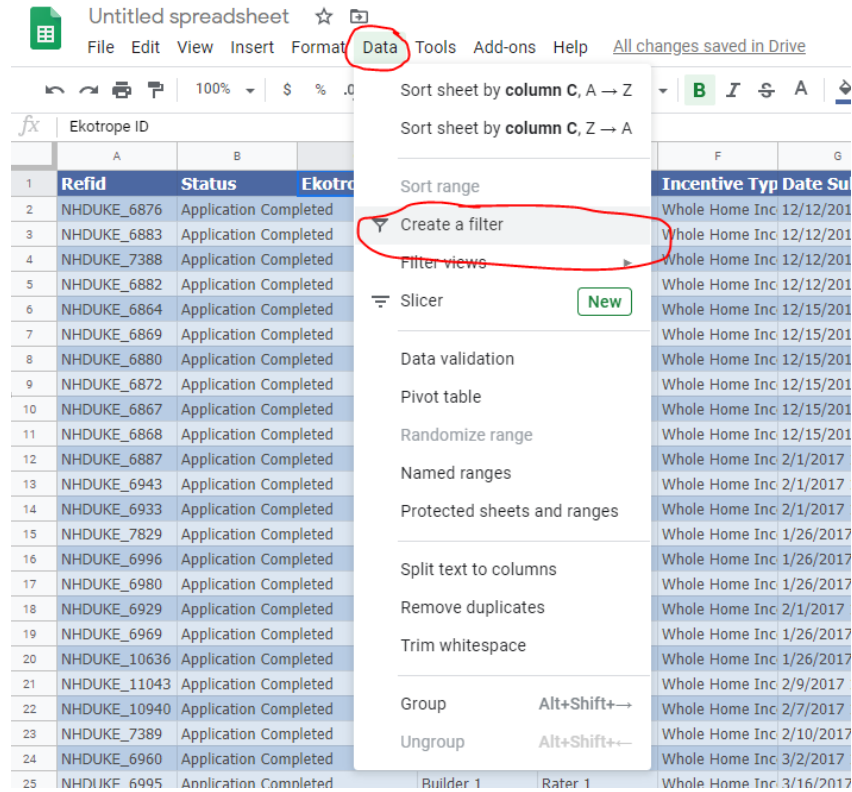 Untitled spreadsheet
File Edit View Insert Format Data Tools Add-ons Help All changes saved in Drive
100% $ % .0 B I S A
fx Ekotrope ID
A B F G
1 Refid Status Ekotro Incentive Typ Date Su
2 NHDUKE_6876 Application Completed Whole Home Inc 12/12/201
3 NHDUKE_6883 Application Completed Whole Home Inc 12/12/201
4 NHDUKE_7388 Application Completed Whole Home Inc 12/12/201
5 NHDUKE_6882 Application Completed Whole Home Inc 12/12/201
6 NHDUKE_6864 Application Completed Whole Home Inc 12/15/201
7 NHDUKE_6869 Application Completed Whole Home Inc 12/15/201
8 NHDUKE_6880 Application Completed Whole Home Inc 12/15/201
9 NHDUKE_6872 Application Completed Whole Home Inc 12/15/201
10 NHDUKE_6867 Application Completed Whole Home Inc 12/15/201
11 NHDUKE_6868 Application Completed Whole Home Inc 12/15/201
12 NHDUKE_6887 Application Completed Whole Home Inc 2/1/2017
13 NHDUKE_6943 Application Completed Whole Home Inc 2/1/2017
14 NHDUKE_6933 Application Completed Whole Home Inc 2/1/2017
15 NHDUKE_7829 Application Completed Whole Home Inc 1/26/2017
16 NHDUKE_6996 Application Completed Whole Home Inc 1/26/2017
17 NHDUKE_6980 Application Completed Whole Home Inc 1/26/2017
18 NHDUKE_6929 Application Completed Whole Home Inc 2/1/2017
19 NHDUKE_6969 Application Completed Whole Home Inc 1/26/2017
20 NHDUKE_10636 Application Completed Whole Home Inc 1/26/2017
21 NHDUKE_11043 Application Completed Whole Home Inc 2/9/2017
22 NHDUKE_10940 Application Completed Whole Home Inc 2/7/2017
23 NHDUKE_7389 Application Completed Whole Home Inc 2/10/2017
24 NHDUKE_6960 Application Completed Whole Home Inc 3/2/2017
25 NHDUKE_6995 Application Completed Builder 1 Rater 1 Whole Home Inc 3/16/2017
Sort sheet by column C, A → Z
Sort sheet by column C, Z → A
Sort range
Create a filter
Filter views
Slicer New
Data validation
Pivot table
Randomize range
Named ranges
Protected sheets and ranges
Split text to columns
Remove duplicates
Trim whitespace
Group Alt+Shift+→
Ungroup Alt+Shift+←